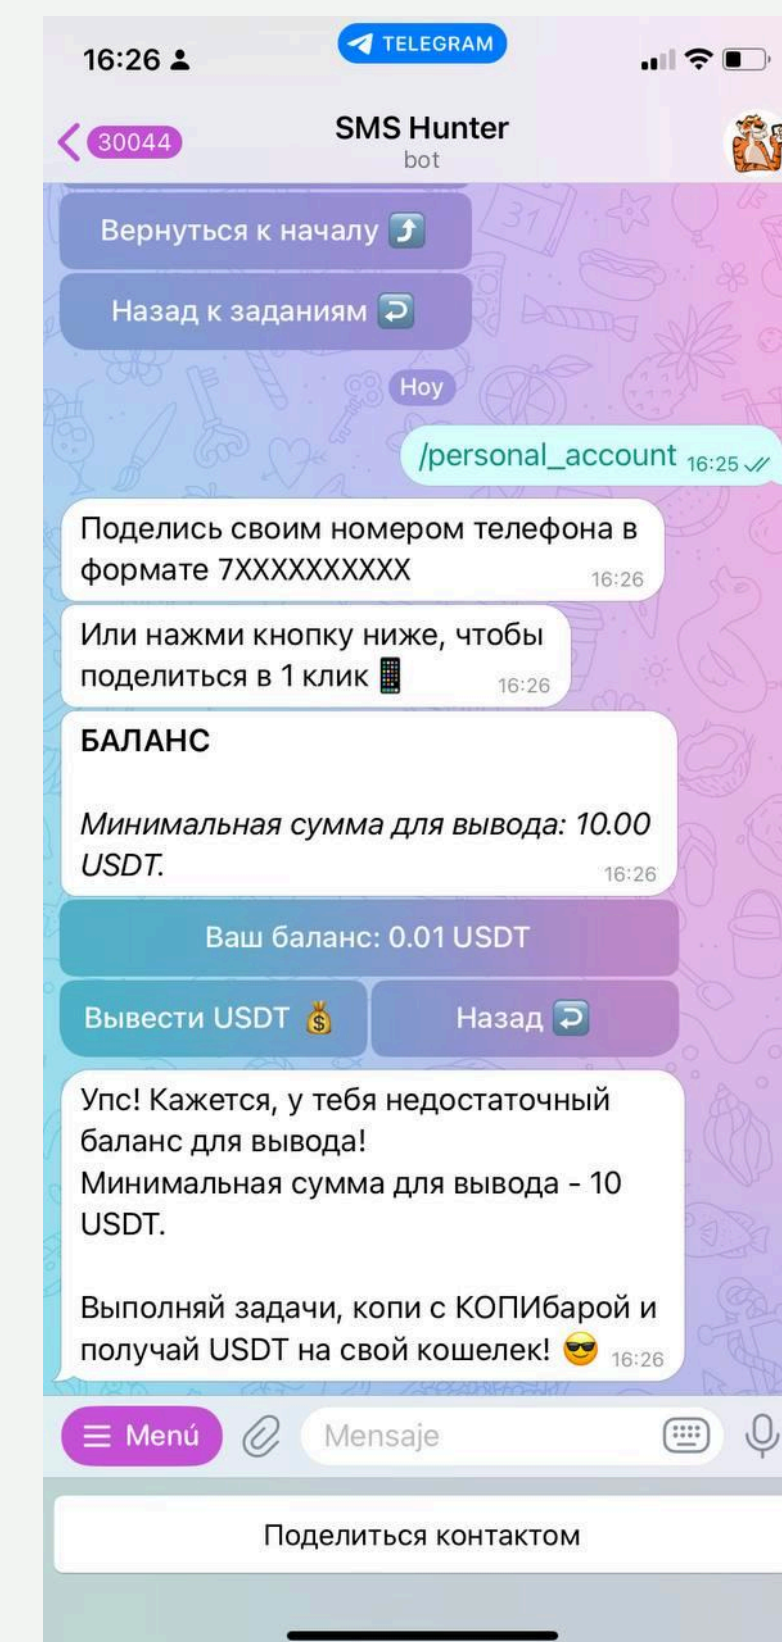 16:26
TELEGRAM
30044
SMS Hunter
bot
Вернуться к началу ⤴️
Назад к заданиям ↩️
Hoy
/personal_account 16:25
Поделись своим номером телефона в
формате 7XXXXXXXXXX 16:26
Или нажми кнопку ниже, чтобы
поделиться в 1 клик📱 16:26
БАЛАНС
Минимальная сумма для вывода: 10.00
USDT. 16:26
Ваш баланс: 0.01 USDT
Вывести USDT 💰
Назад ↩️
Упс! Кажется, у тебя недостаточный
баланс для вывода!
Минимальная сумма для вывода - 10
USDT.
Выполняй задачи, копи с КОПИбарой и
получай USDT на свой кошелек! 😎 16:26
Menú
Mensaje
Поделиться контактом